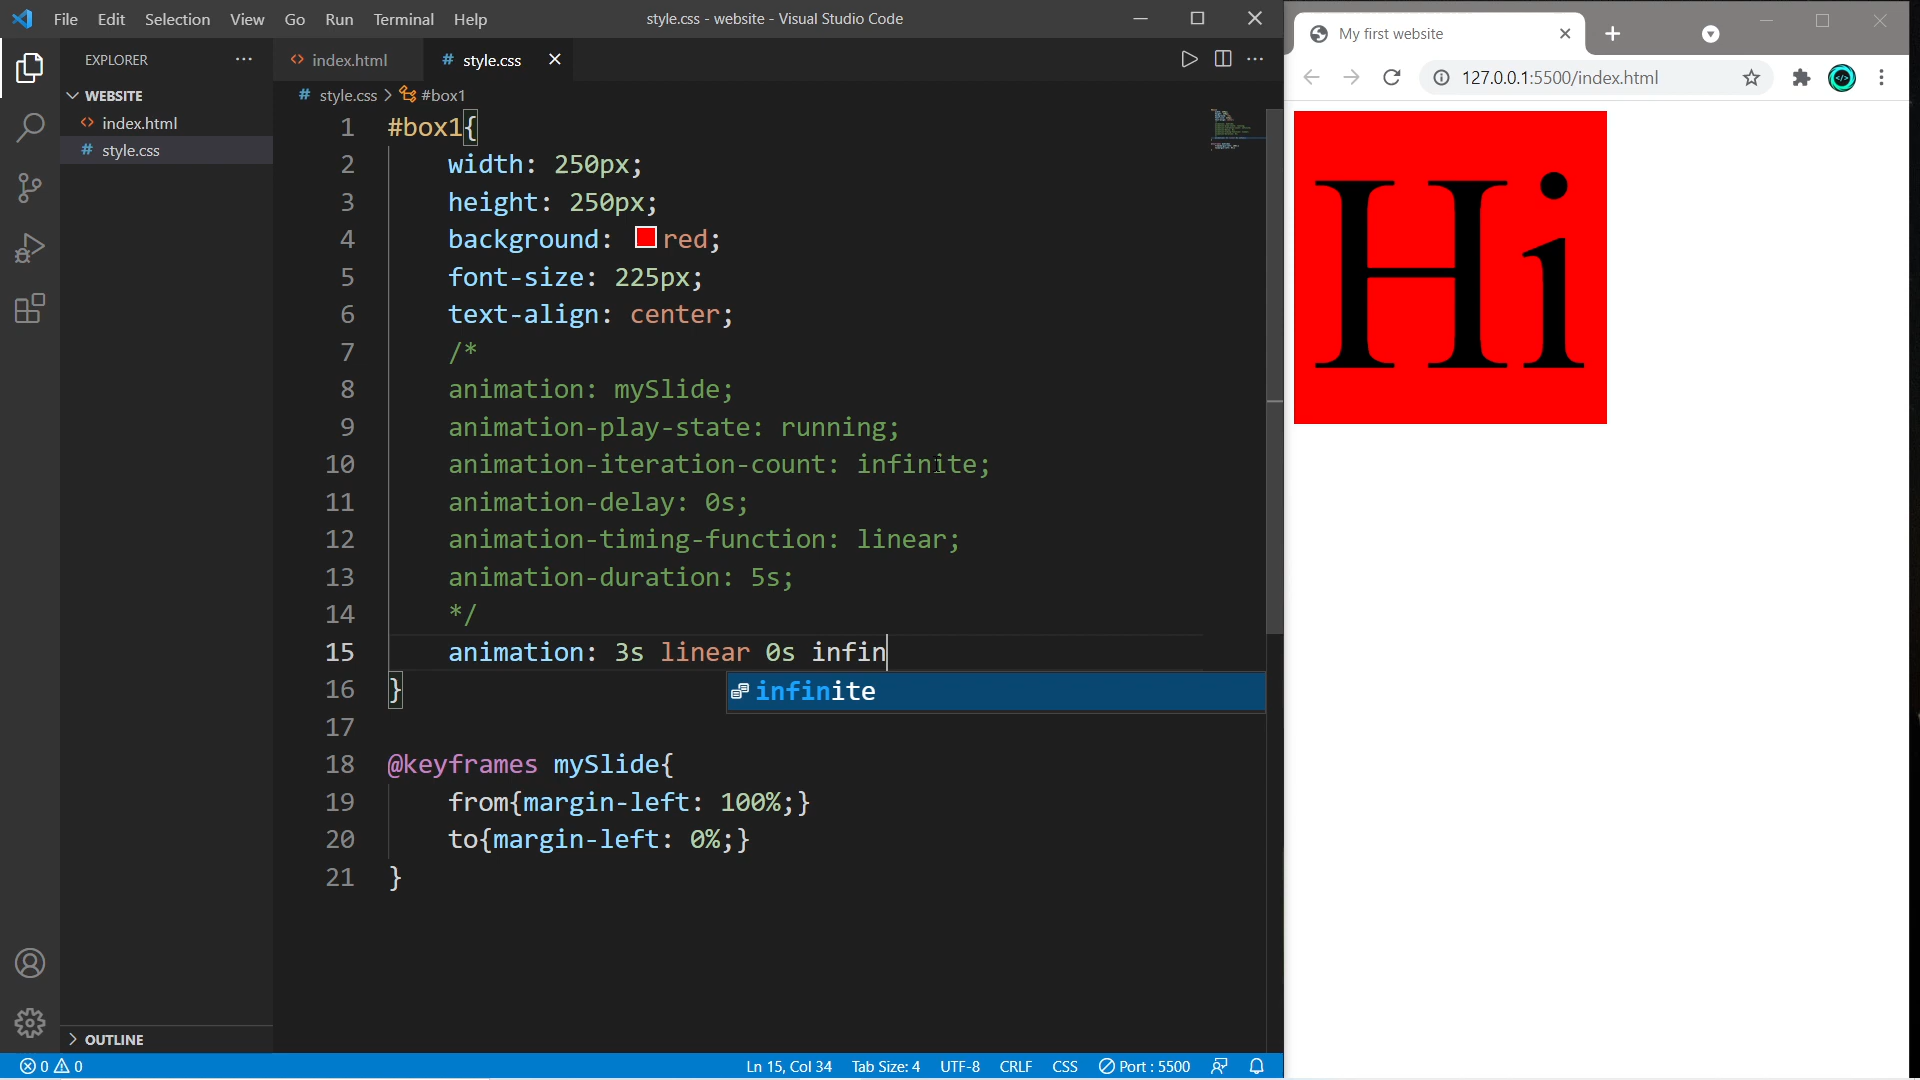 File Edit Selection View Go Run Terminal Help
style.css - website - Visual Studio Code
EXPLORER
WEBSITE
<> index.html
# style.css
OUTLINE
<> index.html
# style.css
# style.css > #box1
1 #box1{
2 width: 250px;
3 height: 250px;
4 background: red;
5 font-size: 225px;
6 text-align: center;
7 /*
8 animation: mySlide;
9 animation-play-state: running;
10 animation-iteration-count: infinite;
11 animation-delay: 0s;
12 animation-timing-function: linear;
13 animation-duration: 5s;
14 */
15 animation: 3s linear 0s infin
infinite
16 }
17
18 @keyframes mySlide{
19 from{margin-left: 100%;}
20 to{margin-left: 0%;}
21 }
0 0
Ln 15, Col 34 Tab Size: 4 UTF-8 CRLF CSS Port : 5500
My first website
127.0.0.1:5500/index.html
Hi